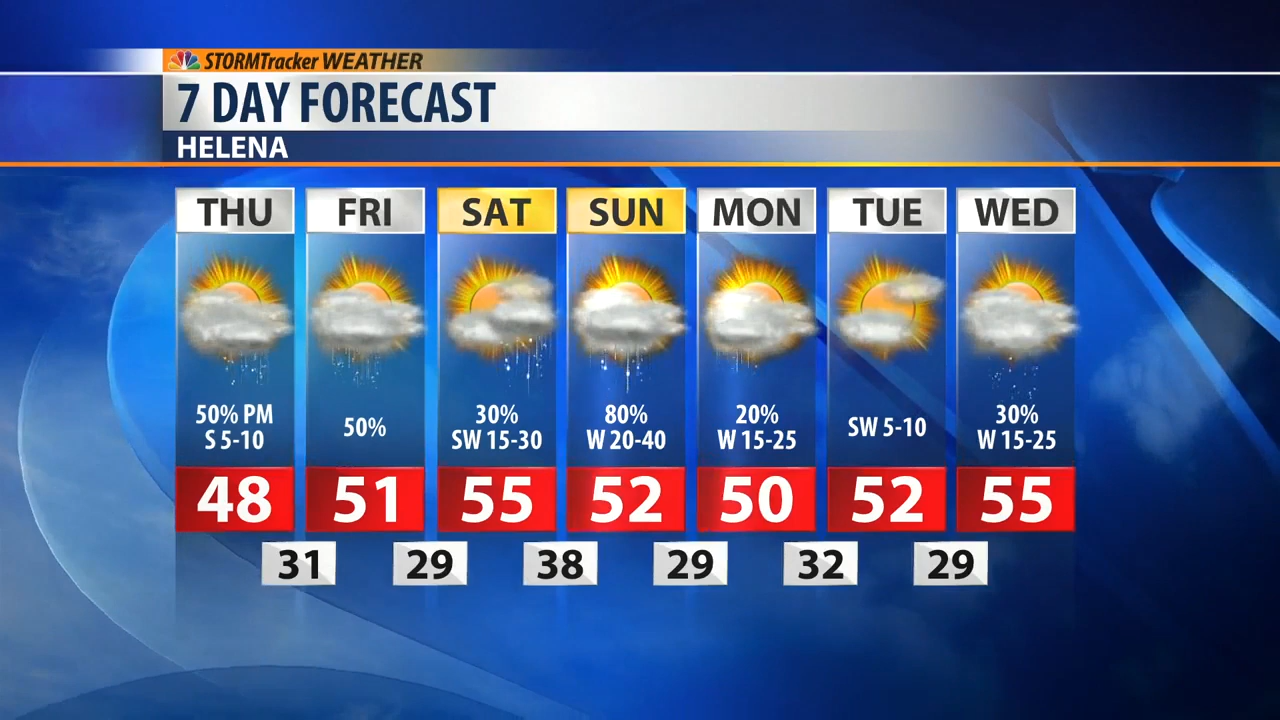 STORMTracker WEATHER
7 DAY FORECAST
HELENA
THU FRI SAT SUN MON TUE WED
50% PM
S 5-10
50%
30%
SW 15-30
80%
W 20-40
20%
W 15-25
SW 5-10
30%
W 15-25
48 51 55 52 50 52 55
31 29 38 29 32 29